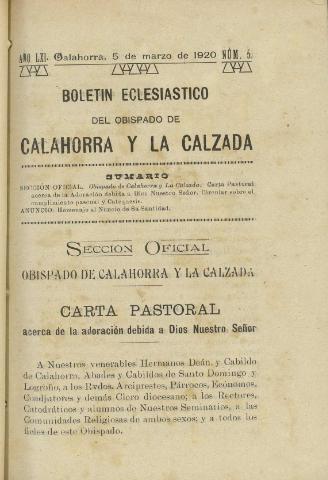 AÑO LXI. Calahorra, 5 de marzo de 1920 NÚM. 5.
BOLETIN ECLESIASTICO
DEL OBISPADO DE
CALAHORRA Y LA CALZADA
SUMARIO
SECCIÓN OFICIAL. Obispado de Calahorra y La Calzada: Carta Pastoral
acerca de la Adoración debida a Dios Nuestro Señor. Circular sobre el
cumplimiento pascual y Catequesis.
ANUNCIO: Homenaje al Nuncio de Su Santidad.
SECCION OFICIAL
OBISPADO DE CALAHORRA Y LA CALZADA
CARTA PASTORAL
acerca de la adoración debida a Dios Nuestro Señor
A Nuestros venerables Hermanos Deán, y Cabildo
de Calahorra, Abades y Cabildos de Santo Domingo y
Logroño, a los Rvdos. Arciprestes, Párrocos, Ecónomos,
Coadjutores y demás Clero diocesano; a los Rectores,
Catedráticos y alumnos de Nuestros Seminarios, a las
Comunidades Religiosas de ambos sexos; y a todos los
fieles de este Obispado.